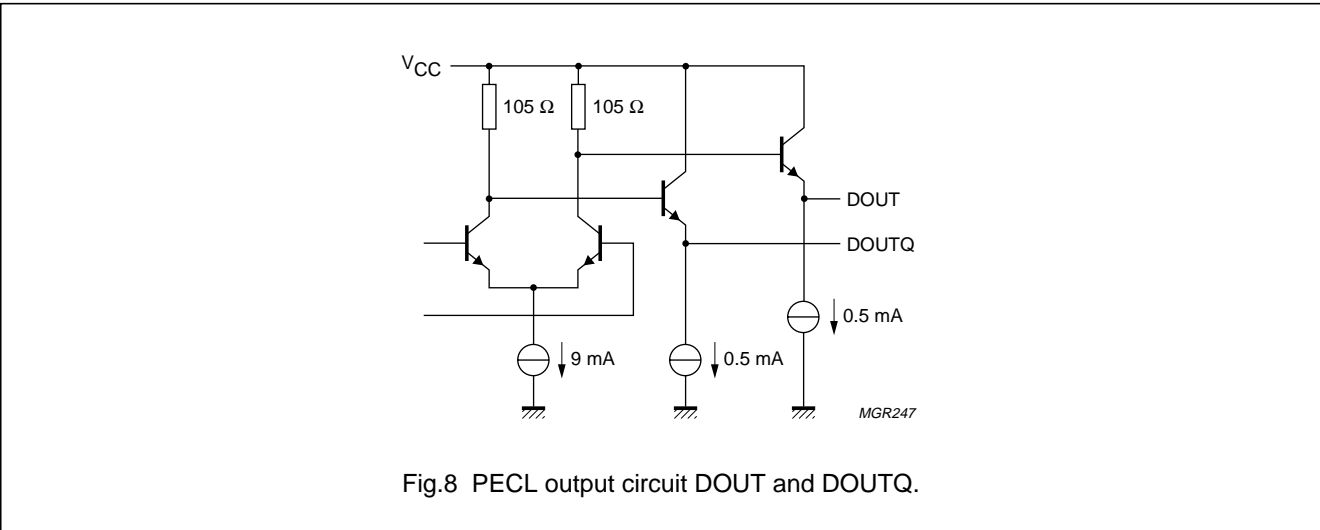 VCC
105 Ω 105 Ω
DOUT
DOUTQ
0.5 mA
9 mA 0.5 mA
MGR247
Fig.8 PECL output circuit DOUT and DOUTQ.